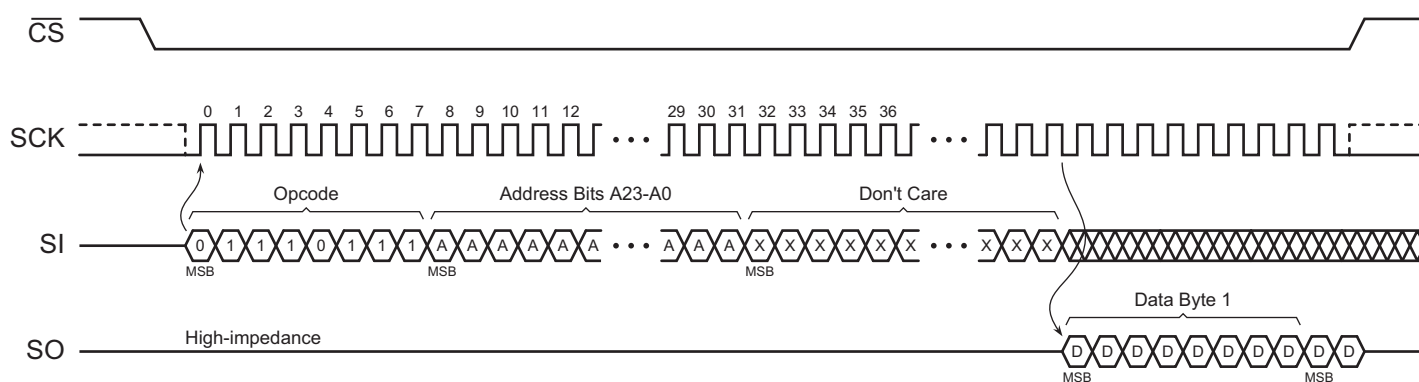 CS
0 1 2 3 4 5 6 7 8 9 10 11 12 29 30 31 32 33 34 35 36
SCK
Opcode Address Bits A23-A0 Don't Care
SI 0 1 1 1 0 1 1 1 A A A A A A A A A X X X X X X X X X
MSB MSB MSB
Data Byte 1
High-impedance
SO D D D D D D D D D D
MSB MSB